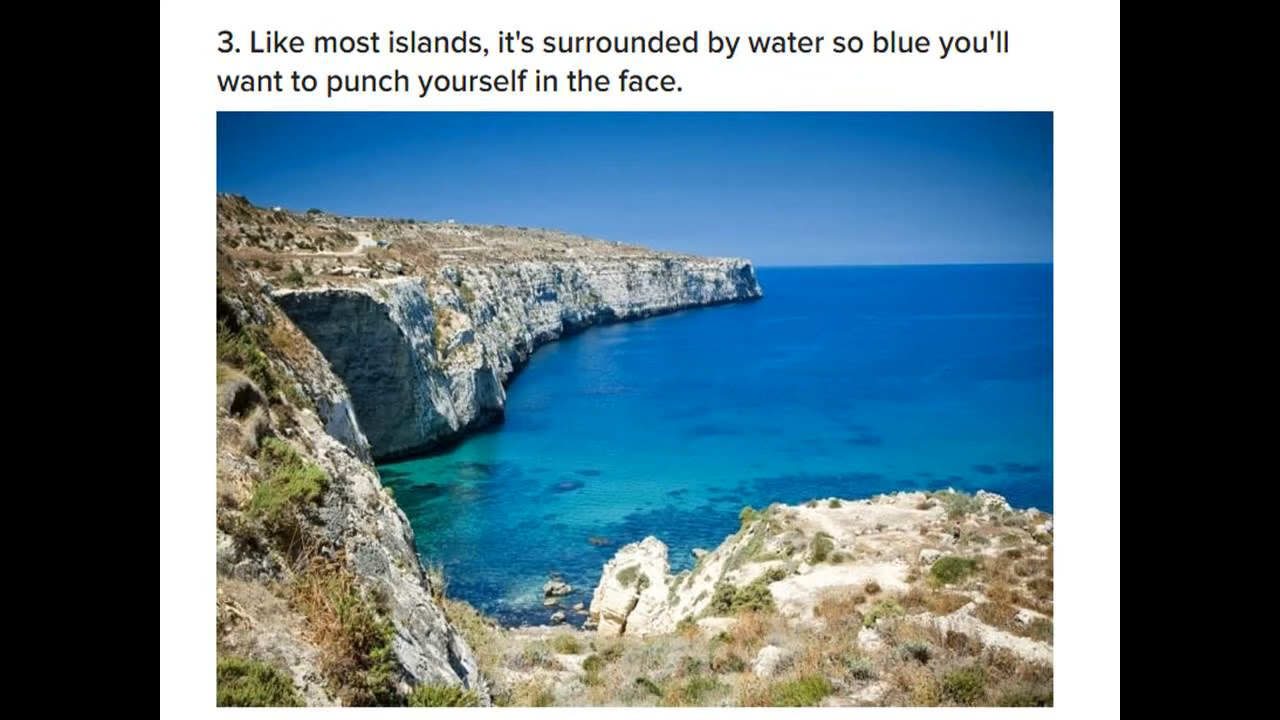 3. Like most islands, it's surrounded by water so blue you'll
want to punch yourself in the face.